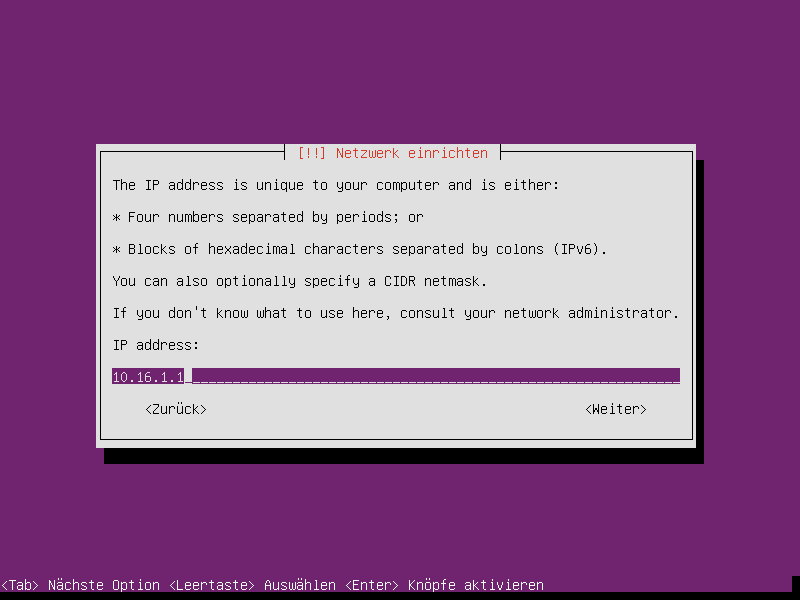 [!!] Netzwerk einrichten
The IP address is unique to your computer and is either:
* Four numbers separated by periods; or
* Blocks of hexadecimal characters separated by colons (IPv6).
You can also optionally specify a CIDR netmask.
If you don't know what to use here, consult your network administrator.
IP address:
10.16.1.1
<Zurück> <Weiter>
<Tab> Nächste Option <Leertaste> Auswählen <Enter> Knöpfe aktivieren